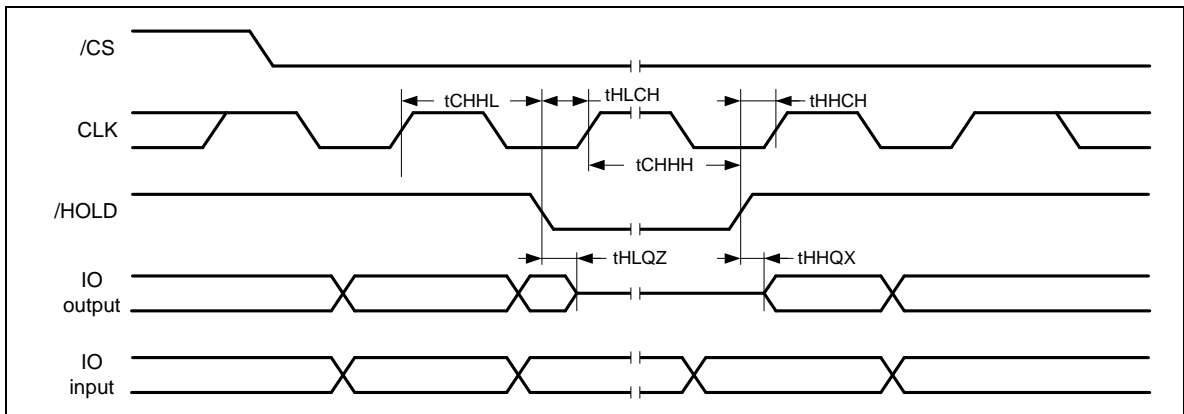 /CS
tCHHL
tHLCH
tHHCH
CLK
tCHHH
/HOLD
tHLQZ
tHHQX
IO
output
IO
input